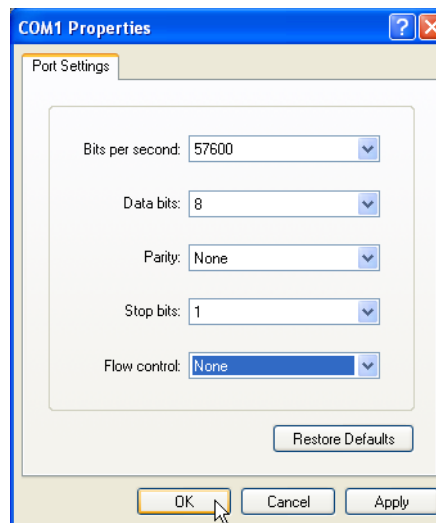 COM1 Properties
Port Settings
Bits per second: 57600
Data bits: 8
Parity: None
Stop bits: 1
Flow control: None
Restore Defaults
OK Cancel Apply